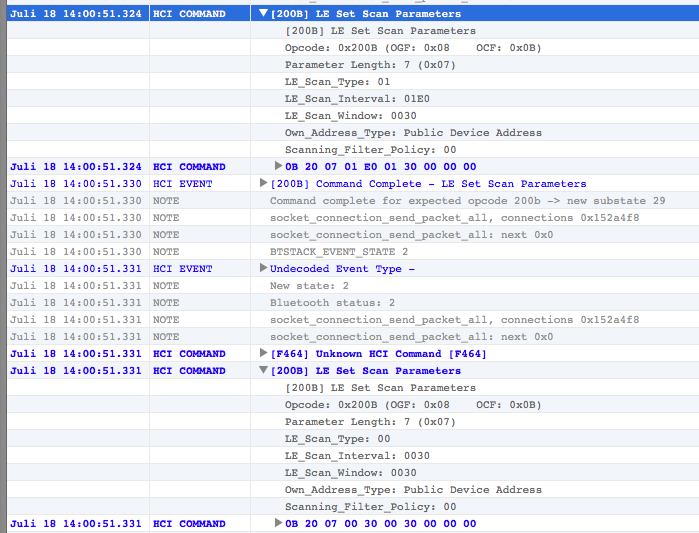 Juli 18 14:00:51.324 HCI COMMAND ▼[200B] LE Set Scan Parameters
[200B] LE Set Scan Parameters
Opcode: 0x200B (OGF: 0x08 OCF: 0x0B)
Parameter Length: 7 (0x07)
LE_Scan_Type: 01
LE_Scan_Interval: 01E0
LE_Scan_Window: 0030
Own_Address_Type: Public Device Address
Scanning_Filter_Policy: 00
Juli 18 14:00:51.324 HCI COMMAND ▶0B 20 07 01 E0 01 30 00 00 00
Juli 18 14:00:51.330 HCI EVENT ▶[200B] Command Complete - LE Set Scan Parameters
Juli 18 14:00:51.330 NOTE Command complete for expected opcode 200b -> new substate 29
Juli 18 14:00:51.330 NOTE socket_connection_send_packet_all, connections 0x152a4f8
Juli 18 14:00:51.330 NOTE socket_connection_send_packet_all: next 0x0
Juli 18 14:00:51.330 NOTE BTSTACK_EVENT_STATE 2
Juli 18 14:00:51.331 HCI EVENT ▶Undecoded Event Type -
Juli 18 14:00:51.331 NOTE New state: 2
Juli 18 14:00:51.331 NOTE Bluetooth status: 2
Juli 18 14:00:51.331 NOTE socket_connection_send_packet_all, connections 0x152a4f8
Juli 18 14:00:51.331 NOTE socket_connection_send_packet_all: next 0x0
Juli 18 14:00:51.331 HCI COMMAND ▶[F464] Unknown HCI Command [F464]
Juli 18 14:00:51.331 HCI COMMAND ▼[200B] LE Set Scan Parameters
[200B] LE Set Scan Parameters
Opcode: 0x200B (OGF: 0x08 OCF: 0x0B)
Parameter Length: 7 (0x07)
LE_Scan_Type: 00
LE_Scan_Interval: 0030
LE_Scan_Window: 0030
Own_Address_Type: Public Device Address
Scanning_Filter_Policy: 00
Juli 18 14:00:51.331 HCI COMMAND ▶0B 20 07 00 30 00 30 00 00 00